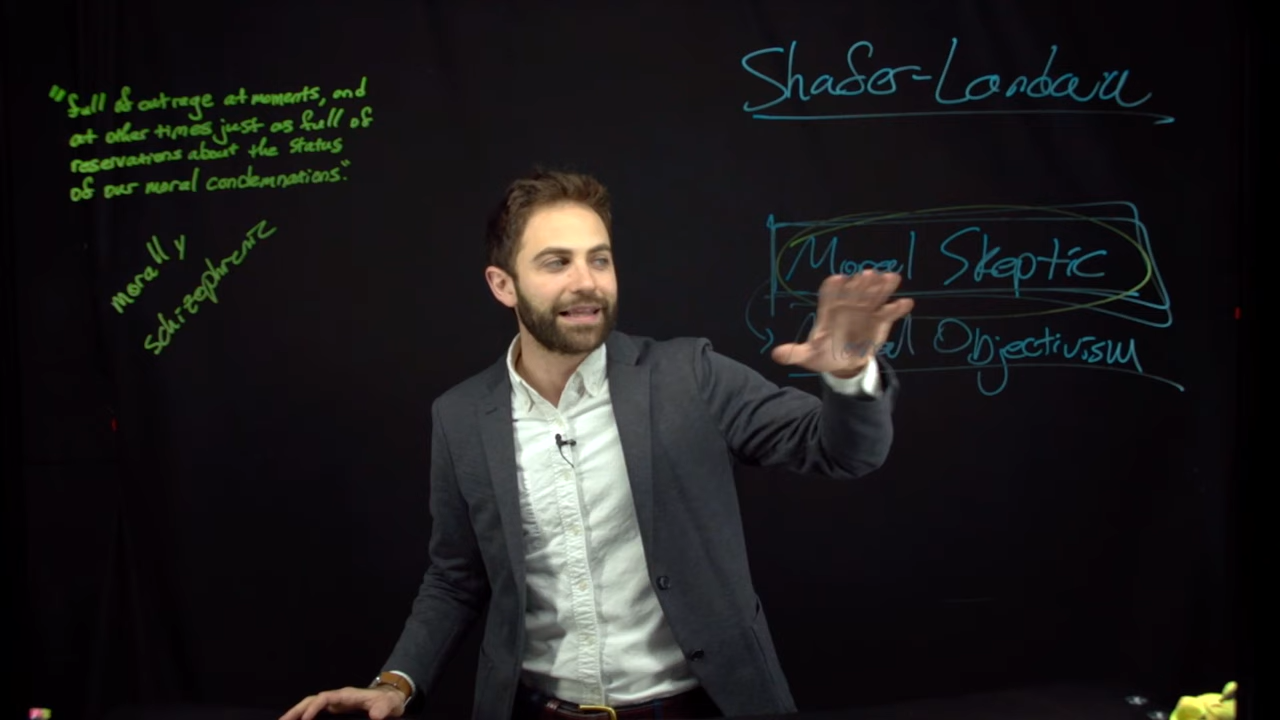 "full of outrage at moments, and
at other times just as full of
reservations about the status
of our moral condemnations."
morally
schizophrenic
Shafer-Landau
Moral Skeptic
Moral Objectivism